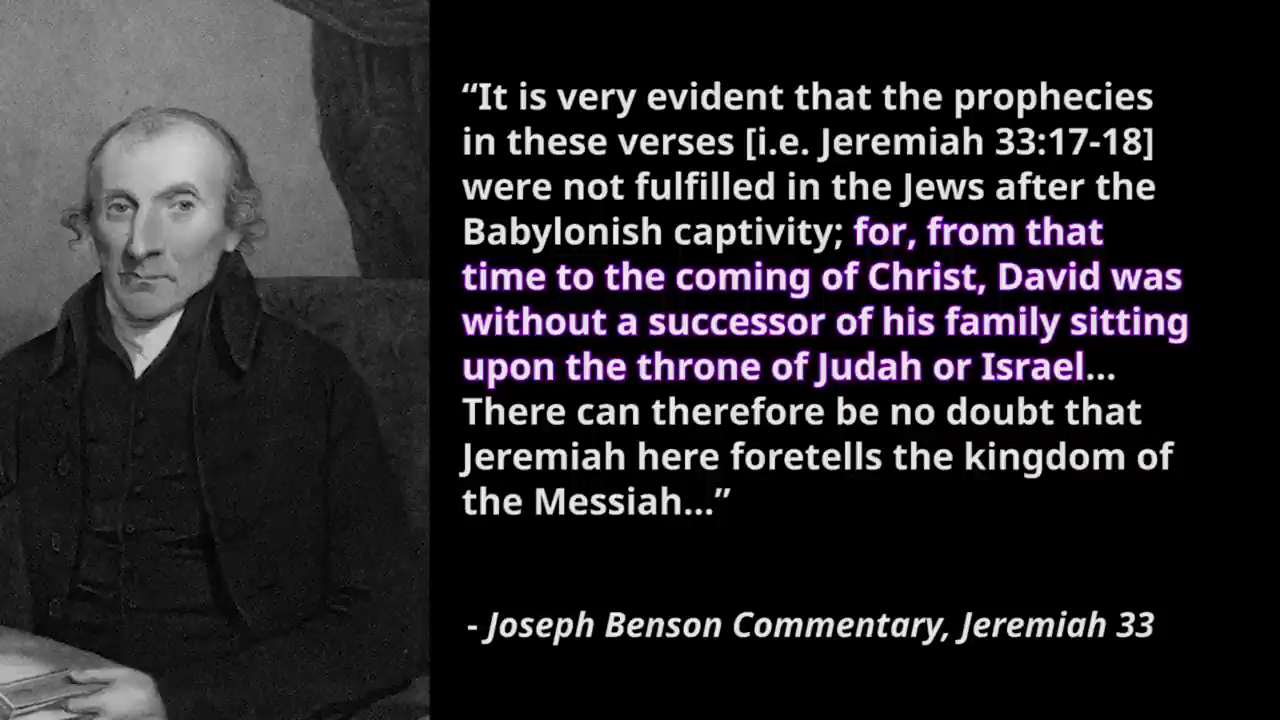 “It is very evident that the prophecies
in these verses [i.e. Jeremiah 33:17-18]
were not fulfilled in the Jews after the
Babylonish captivity; for, from that
time to the coming of Christ, David was
without a successor of his family sitting
upon the throne of Judah or Israel...
There can therefore be no doubt that
Jeremiah here foretells the kingdom of
the Messiah...”
- Joseph Benson Commentary, Jeremiah 33